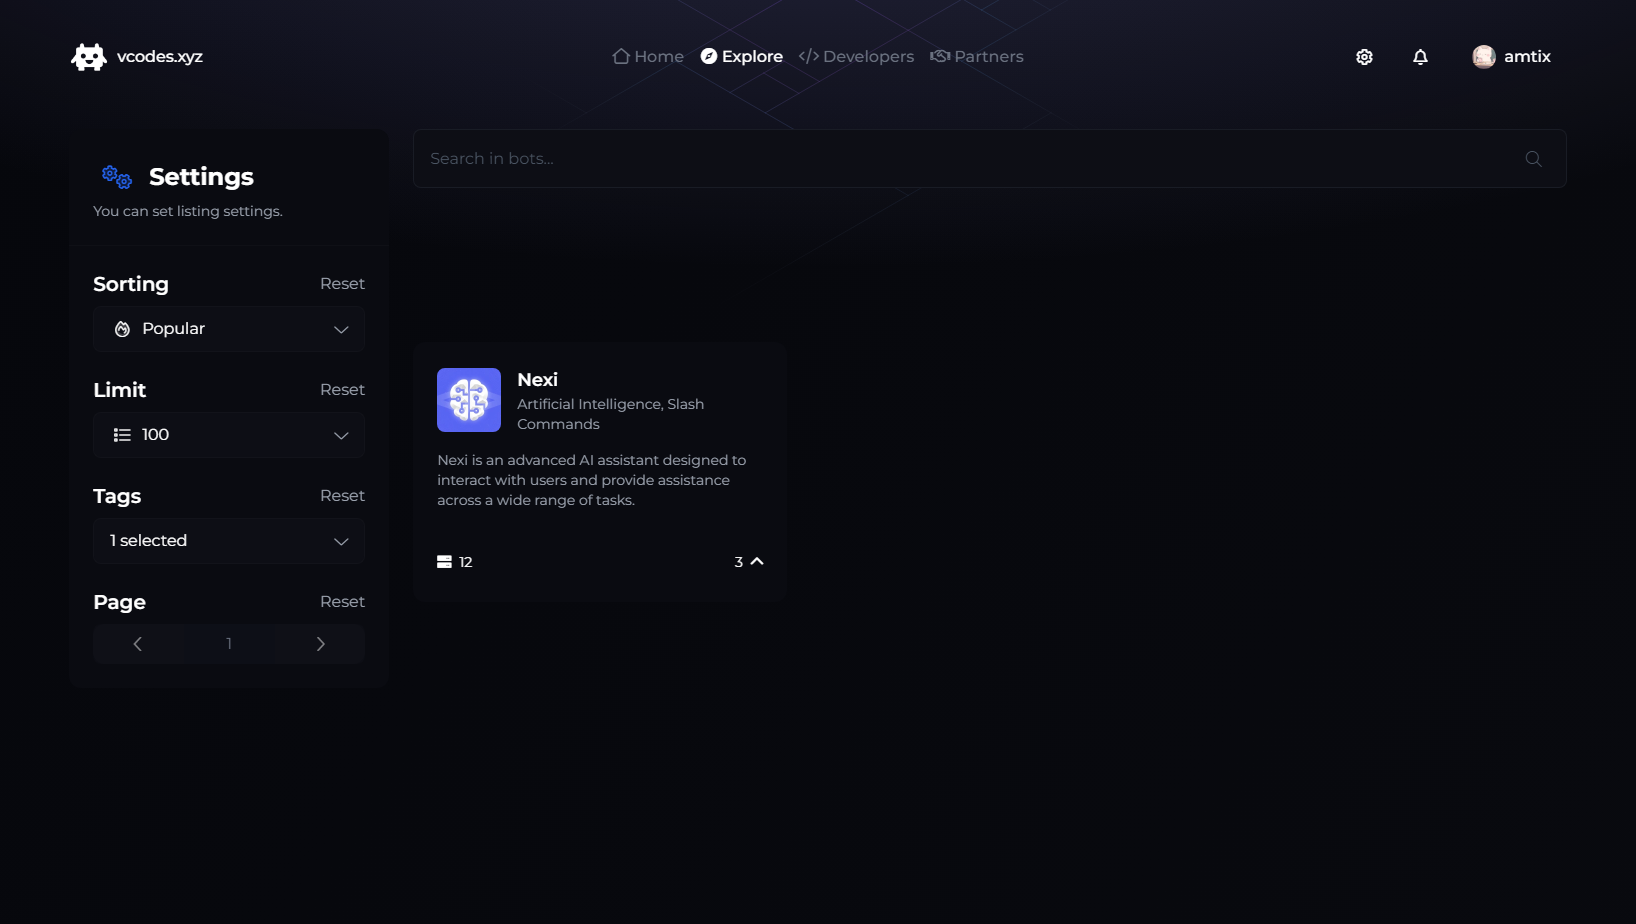 vcodes.xyz
Home
Explore
Developers
Partners
amtix
Settings
You can set listing settings.
Search in bots...
Sorting
Reset
Popular
Limit
Reset
100
Tags
Reset
1 selected
Page
Reset
1
Nexi
Artificial Intelligence, Slash
Commands
Nexi is an advanced AI assistant designed to
interact with users and provide assistance
across a wide range of tasks.
12
3